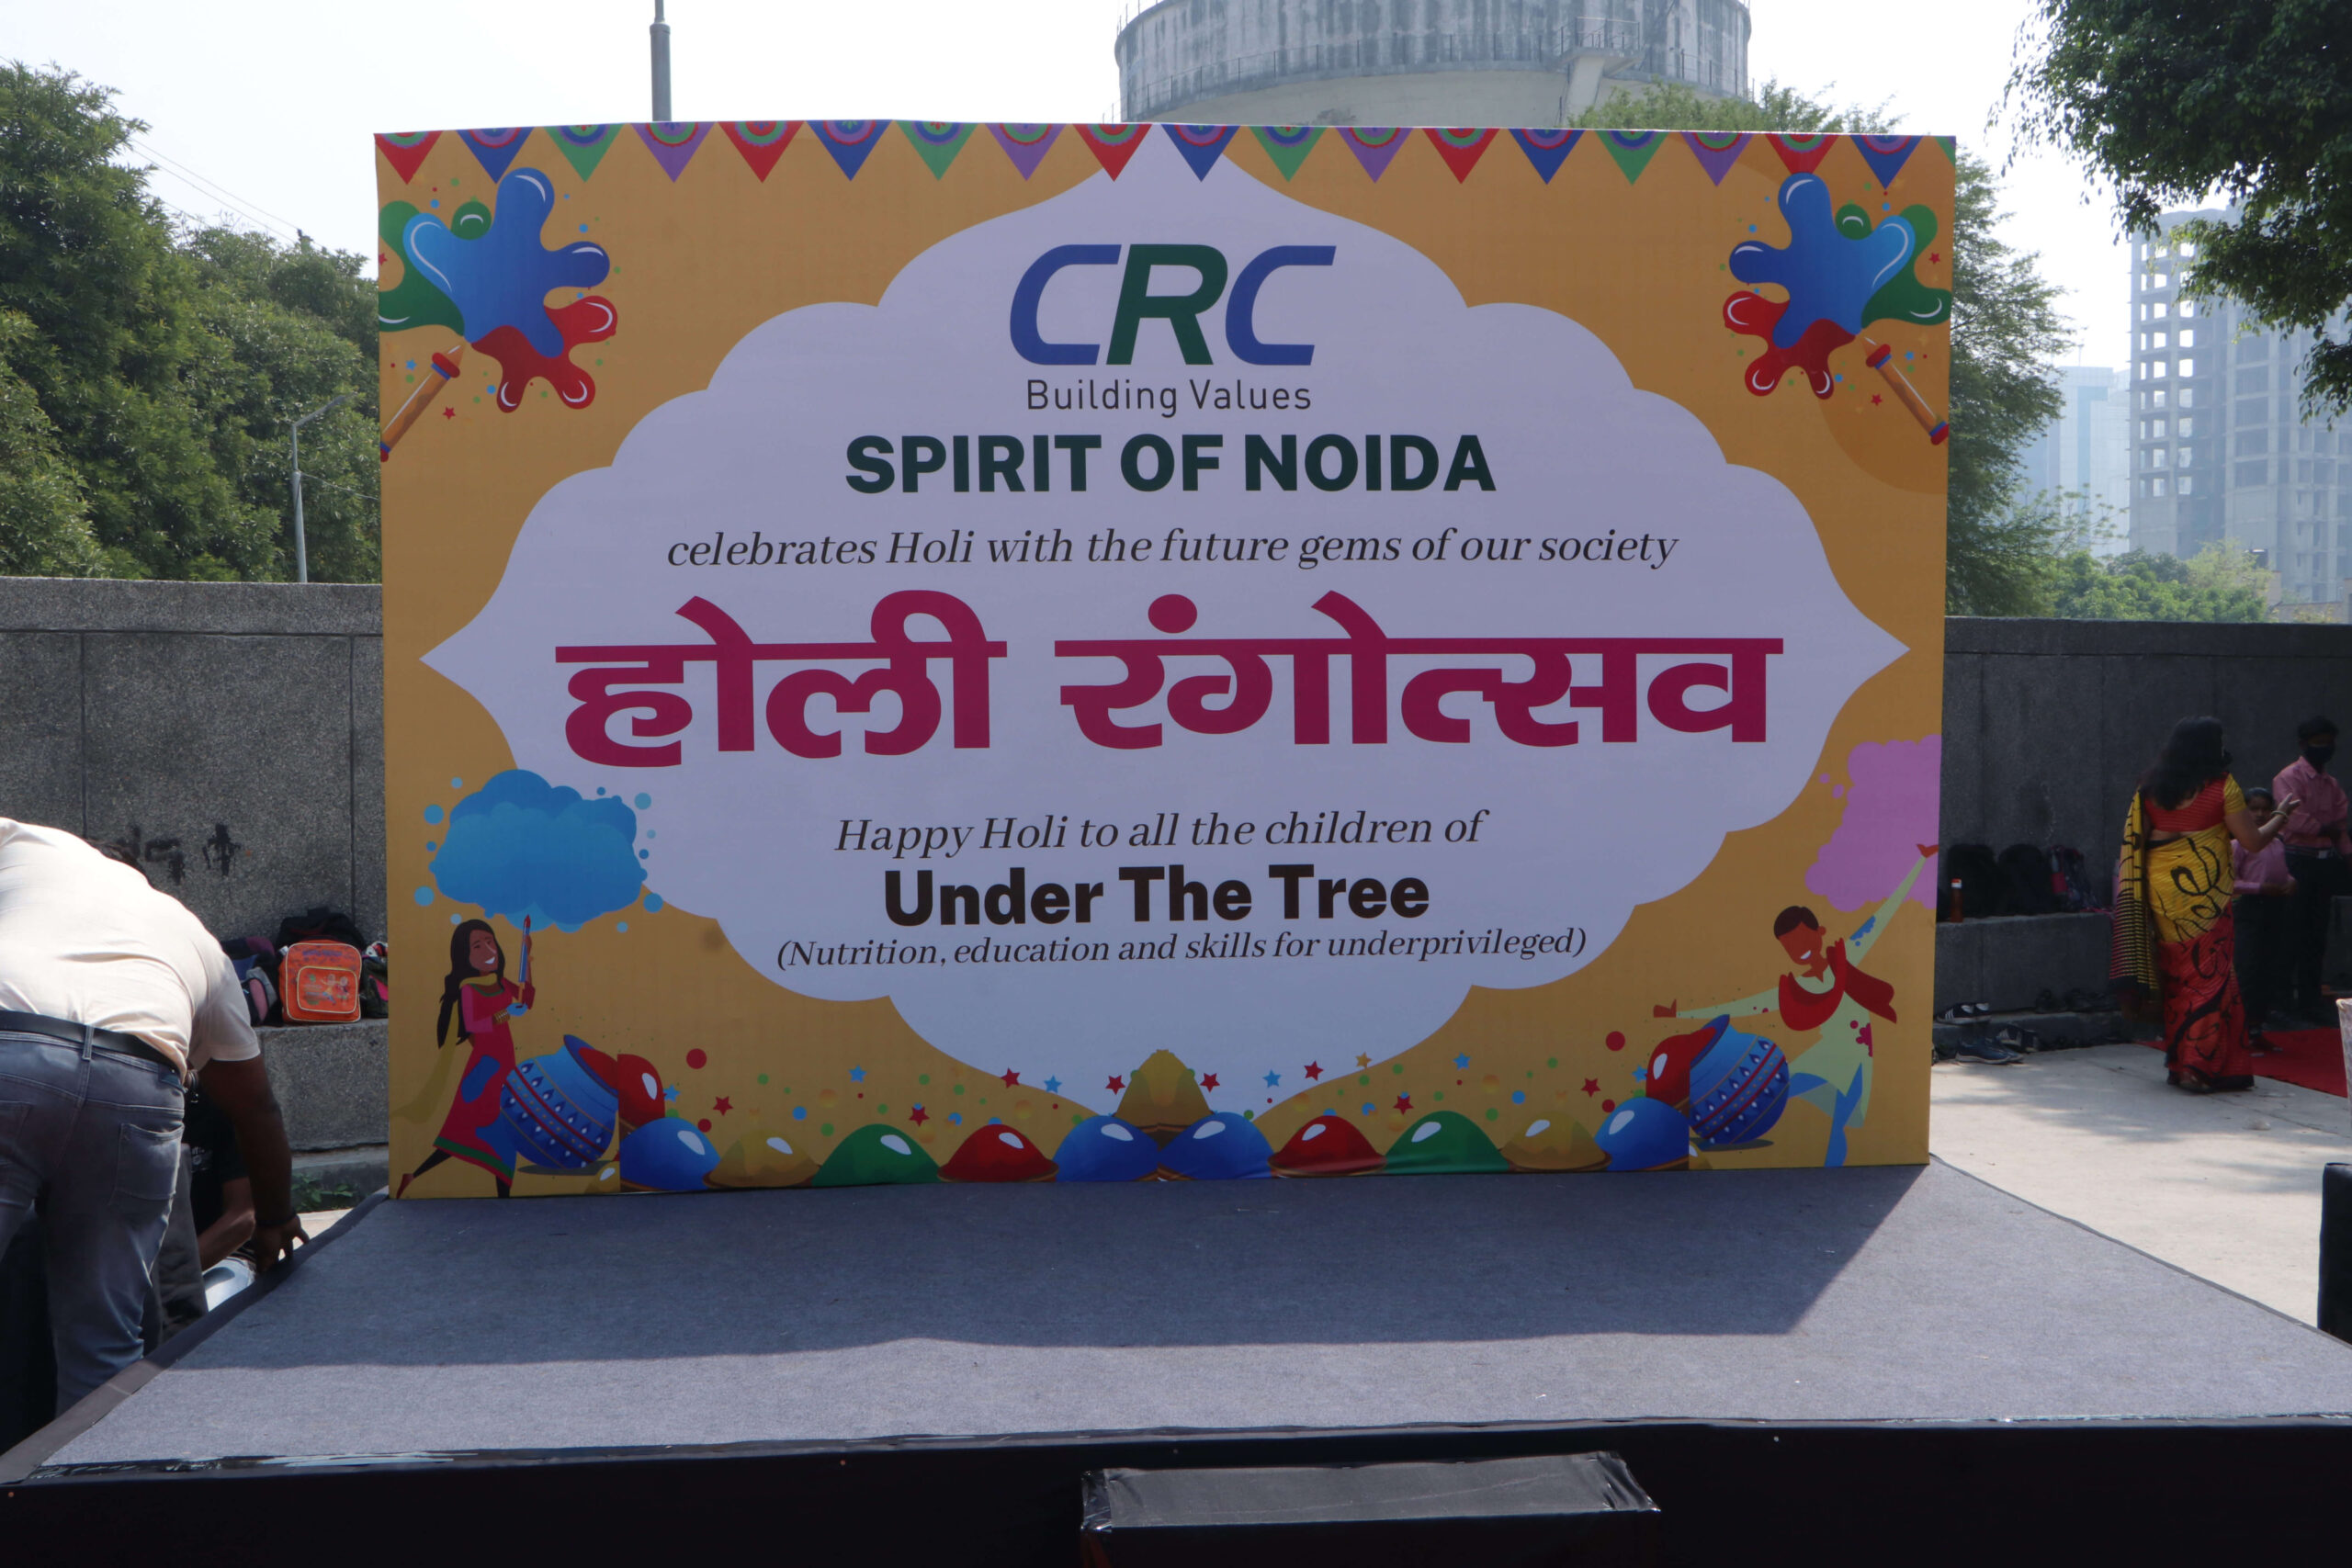 CRC
Building Values
SPIRIT OF NOIDA
celebrates Holi with the future gems of our society
होली रंगोत्सव
Happy Holi to all the children of
Under The Tree
(Nutrition, education and skills for underprivileged)